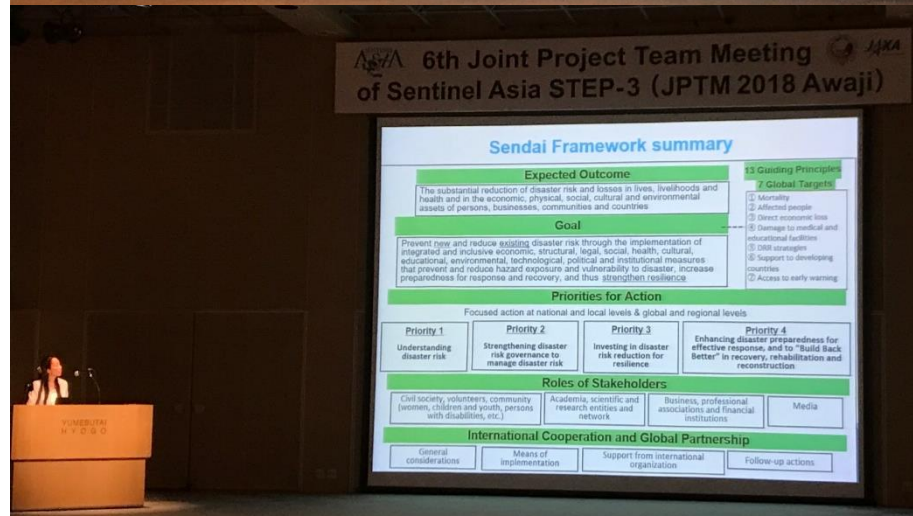 6th Joint Project Team Meeting
of Sentinel Asia STEP-3 (JPTM 2018 Awaji)
JAXA
Sendai Framework summary
Expected Outcome
The substantial reduction of disaster risk and losses in lives, livelihoods and
health and in the economic, physical, social, cultural and environmental
assets of persons, businesses, communities and countries
Goal
Prevent new and reduce existing disaster risk through the implementation of
integrated and inclusive economic, structural, legal, social, health, cultural,
educational, environmental, technological, political and institutional measures
that prevent and reduce hazard exposure and vulnerability to disaster, increase
preparedness for response and recovery, and thus strengthen resilience
13 Guiding Principles
7 Global Targets
① Mortality
② Affected people
③ Direct economic loss
④ Damage to medical and
educational facilities
⑤ DRR strategies
⑥ Support to developing
countries
⑦ Access to early warning
Priorities for Action
Focused action at national and local levels & global and regional levels
Priority 1
Understanding
disaster risk
Priority 2
Strengthening disaster
risk governance to
manage disaster risk
Priority 3
Investing in disaster
risk reduction for
resilience
Priority 4
Enhancing disaster preparedness for
effective response, and to "Build Back
Better" in recovery, rehabilitation and
reconstruction
Roles of Stakeholders
Civil society, volunteers, community
(women, children and youth, persons
with disabilities, etc.)
Academia, scientific and
research entities and
network
Business, professional
associations and financial
institutions
Media
International Cooperation and Global Partnership
General
considerations
Means of
implementation
Support from international
organization
Follow-up actions
YUMEBUTAI
HYOGO